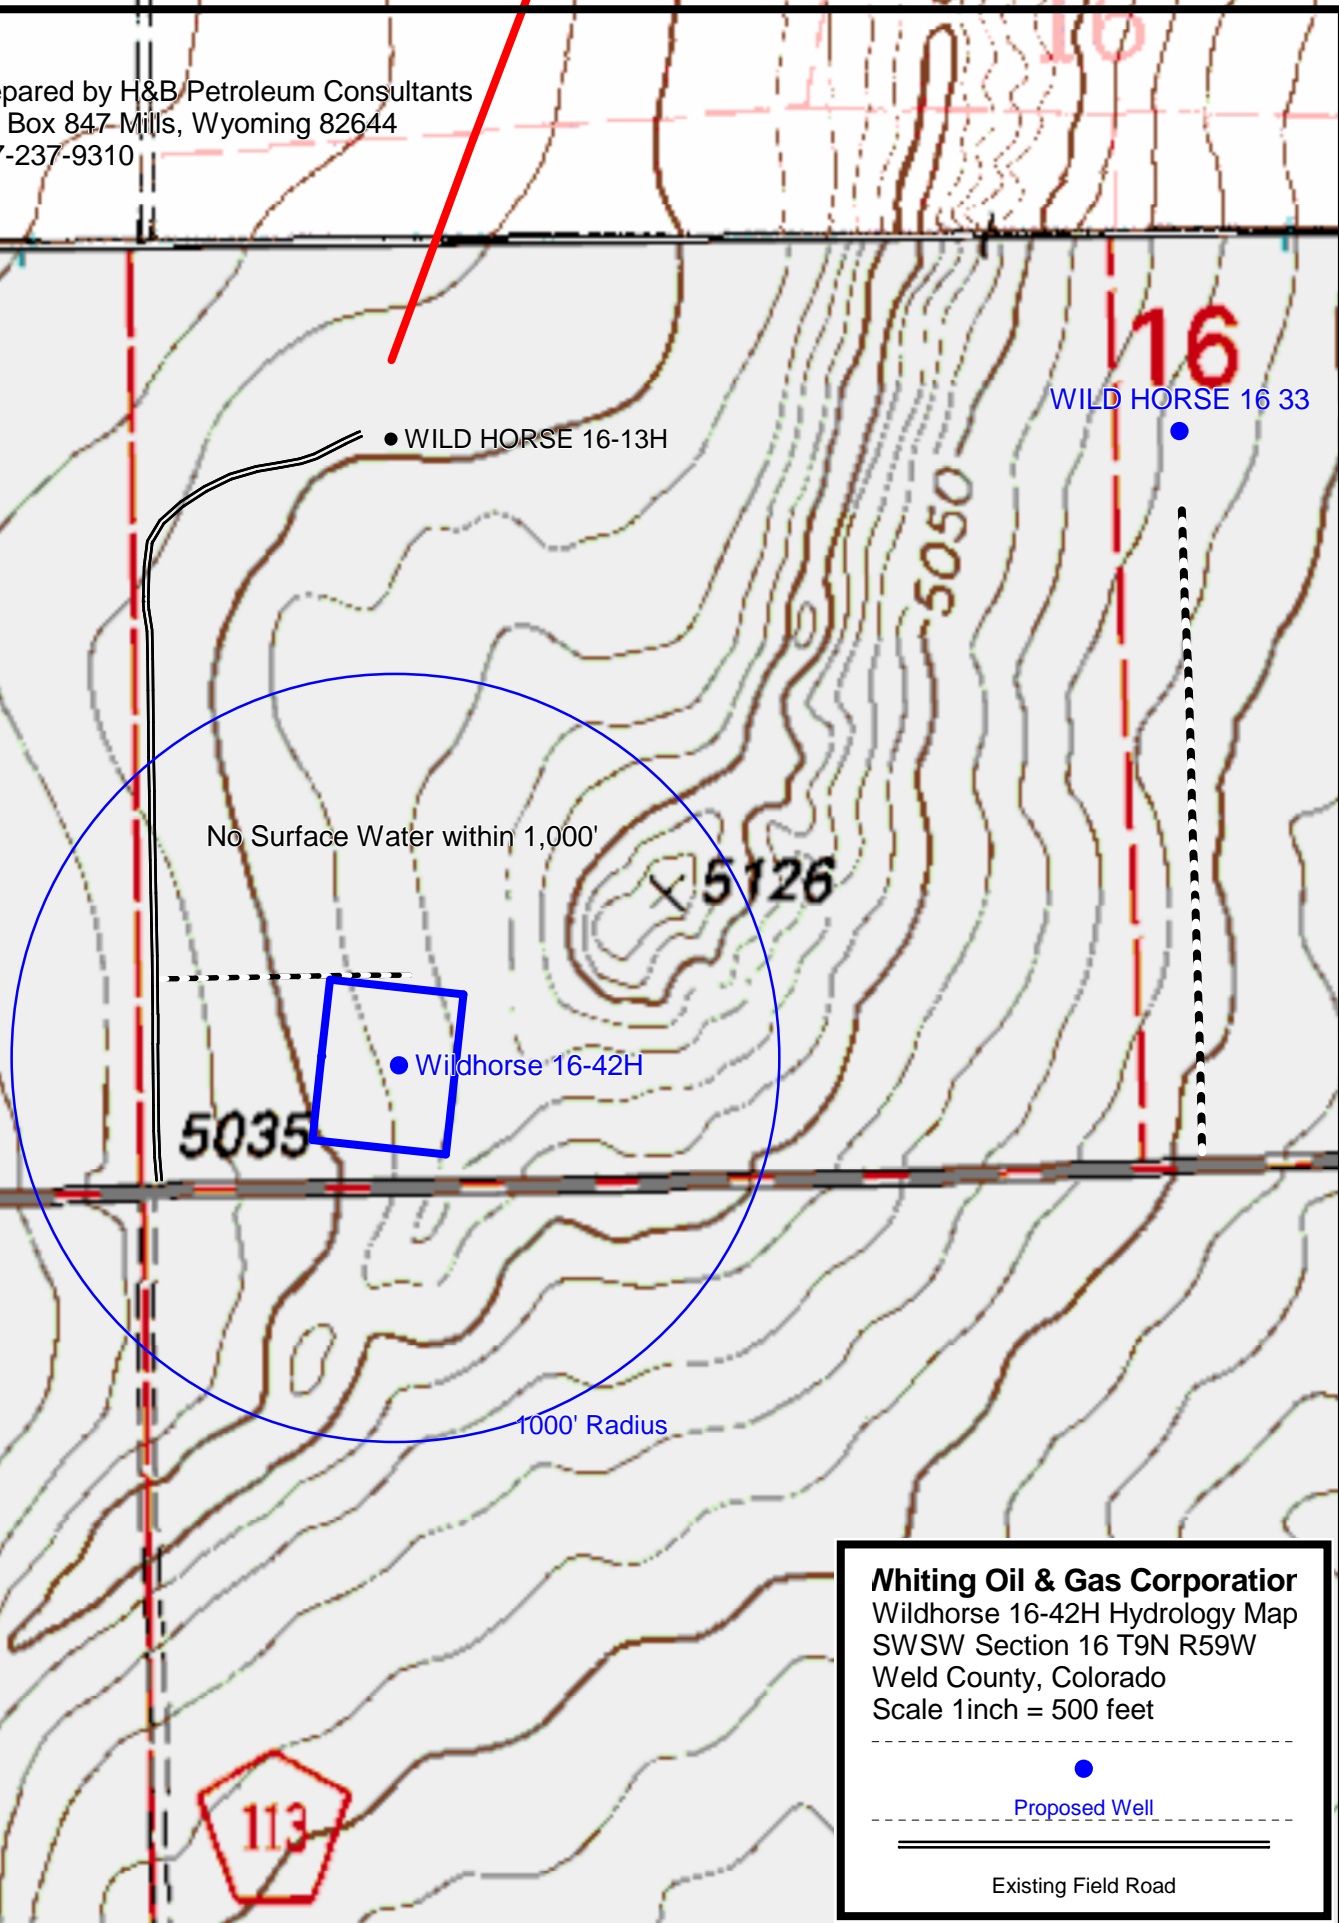 16
epared by H&B Petroleum Consultants
Box 847 Mills, Wyoming 82644
7-237-9310
16
WILD HORSE 16 33
WILD HORSE 16-13H
5050
No Surface Water within 1,000'
5126
Wildhorse 16-42H
5035
1000' Radius
Whiting Oil & Gas Corporation
Wildhorse 16-42H Hydrology Map
SWSW Section 16 T9N R59W
Weld County, Colorado
Scale 1inch = 500 feet
Proposed Well
Existing Field Road
113